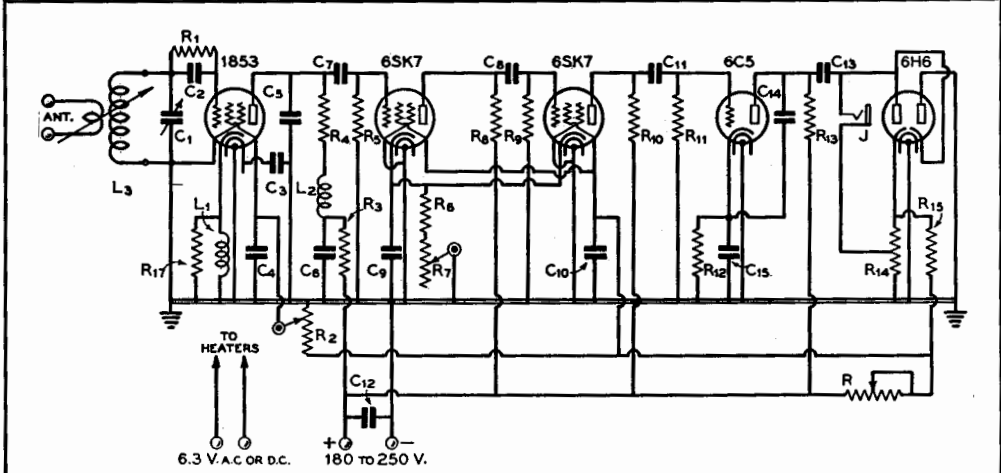 R1
1853
C7
6SK7
C8
6SK7
C11
6C5
C13
6H6
C2
C5
C14
ANT.
C1
R4
R5
R8
R9
R10
R11
R13
J
C3
L3
L2
L1
R3
R6
R15
R17
C4
C6
C9
R7
C10
R12
C15
R14
TO
HEATERS
R2
C12
R
+
−
6.3 V. A.C OR D.C.
180 TO 250 V.